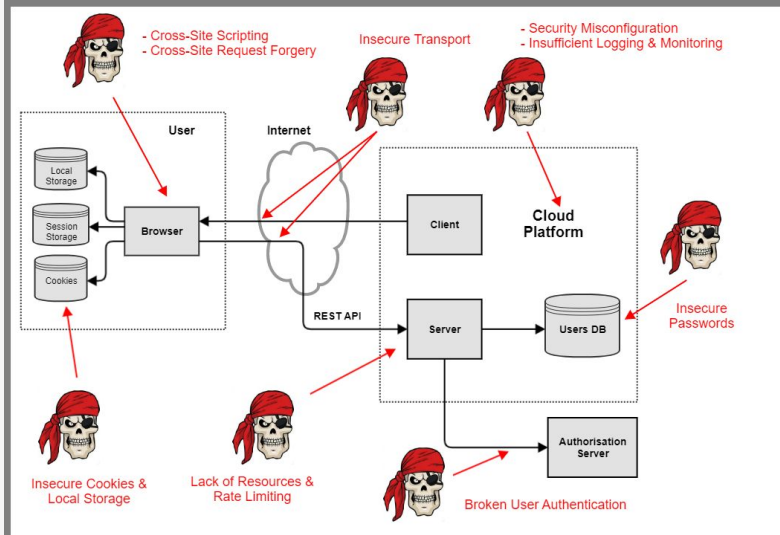 - Cross-Site Scripting
- Cross-Site Request Forgery
Insecure Transport
- Security Misconfiguration
- Insufficient Logging & Monitoring
User
Internet
Local
Storage
Session
Storage
Cookies
Browser
Client
Cloud
Platform
REST API
Server
Users DB
Insecure
Passwords
Authorisation
Server
Insecure Cookies &
Local Storage
Lack of Resources &
Rate Limiting
Broken User Authentication